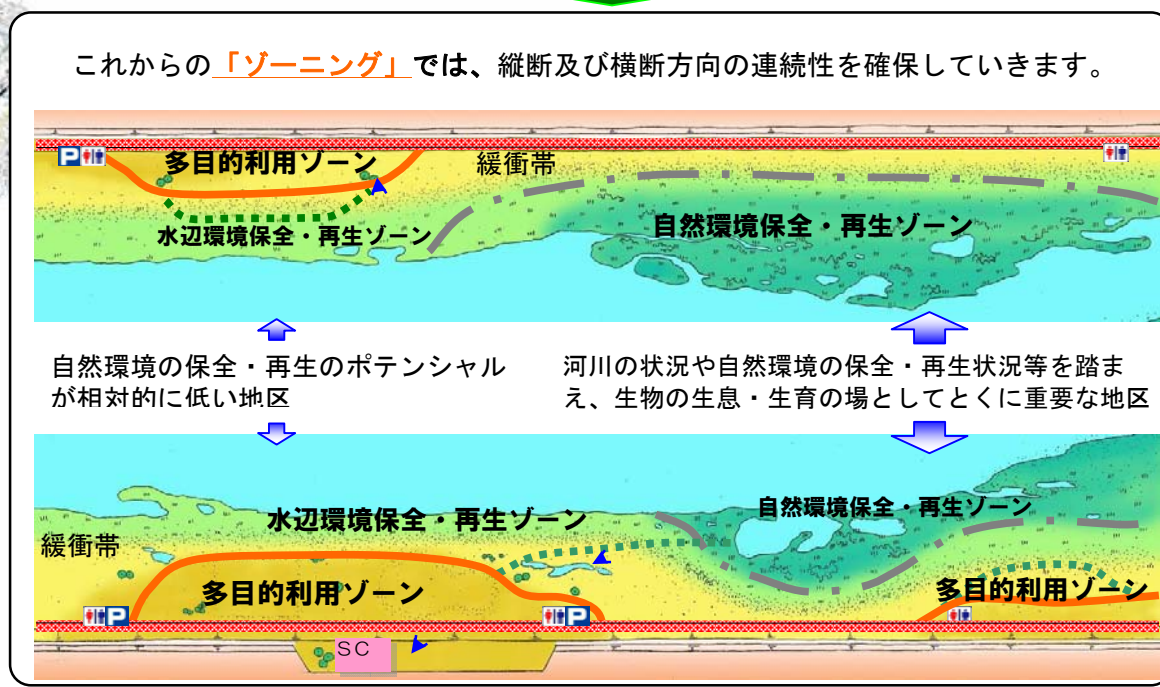 これからの「ゾーニング」では、縦断及び横断方向の連続性を確保していきます。
P
多目的利用ゾーン
緩衝帯
水辺環境保全・再生ゾーン
自然環境保全・再生ゾーン
自然環境の保全・再生のポテンシャル
が相対的に低い地区
河川の状況や自然環境の保全・再生状況等を踏ま
え、生物の生息・生育の場としてとくに重要な地区
自然環境保全・再生ゾーン
水辺環境保全・再生ゾーン
緩衝帯
多目的利用ゾーン
多目的利用ゾーン
P
P
SC